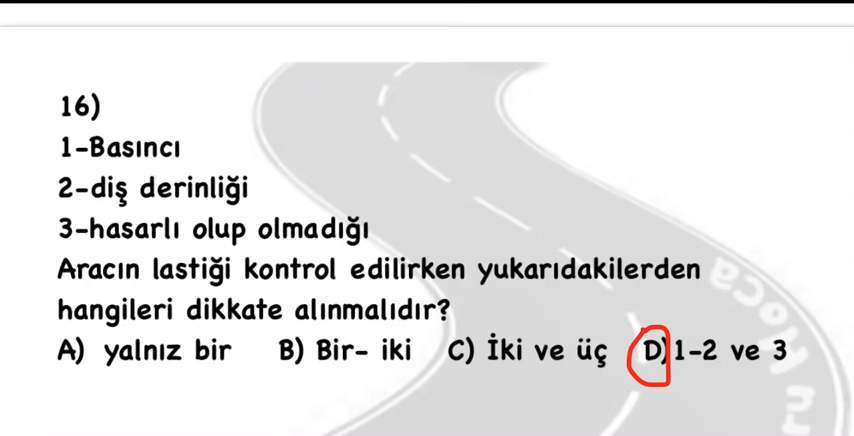 16)
1-Basıncı
2-diş derinliği
3-hasarlı olup olmadığı
Aracın lastiği kontrol edilirken yukarıdakilerden
hangileri dikkate alınmalıdır?
A) yalnız bir B) Bir- iki C) İki ve üç D) 1-2 ve 3
Hoca